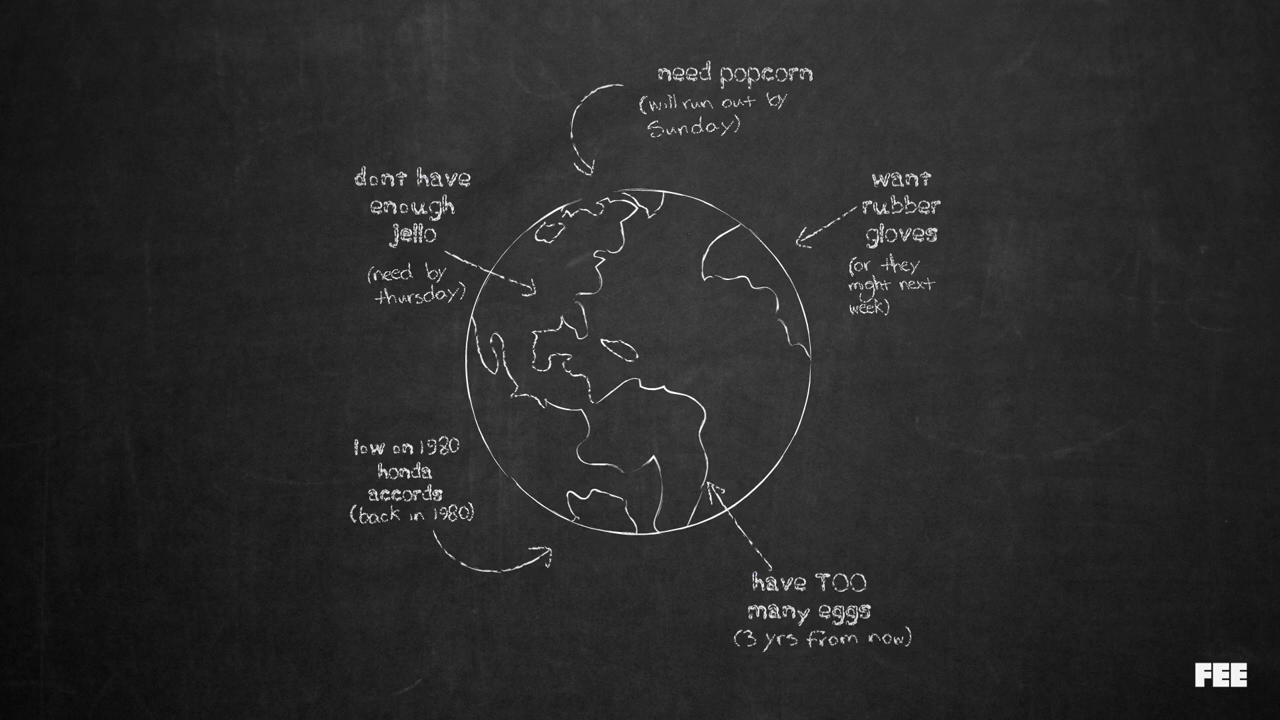 need popcorn
(will run out by
Sunday)
dont have
enough
jello
(need by
thursday)
want
rubber
gloves
(or they
might next
week)
low on 1980
honda
accords
(back in 1980)
have TOO
many eggs
(3 yrs from now)
FEE